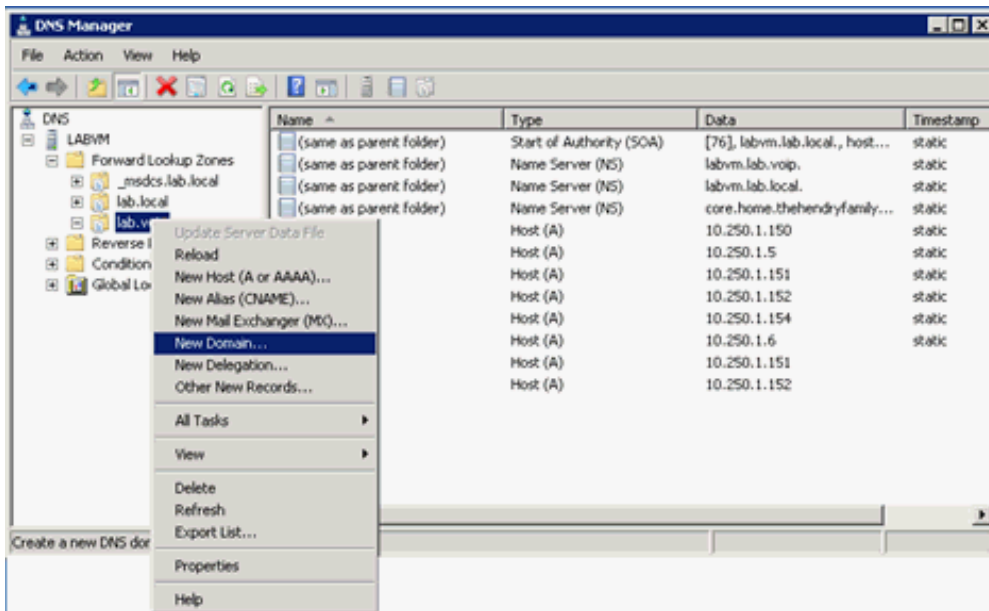 DNS Manager
File Action View Help
DNS
LABVM
Forward Lookup Zones
_msdcs.lab.local
lab.local
lab.voip
Reverse l
Condition
Global Lo
Name Type Data Timestamp
(same as parent folder) Start of Authority (SOA) [76], labvm.lab.local., host... static
(same as parent folder) Name Server (NS) labvm.lab.voip. static
(same as parent folder) Name Server (NS) labvm.lab.local. static
(same as parent folder) Name Server (NS) core.home.thehendryfamily.... static
Host (A) 10.250.1.150 static
Host (A) 10.250.1.5 static
Host (A) 10.250.1.151 static
Host (A) 10.250.1.152 static
Host (A) 10.250.1.154 static
Host (A) 10.250.1.6 static
Host (A) 10.250.1.151
Host (A) 10.250.1.152
Update Server Data File
Reload
New Host (A or AAAA)...
New Alias (CNAME)...
New Mail Exchanger (MX)...
New Domain...
New Delegation...
Other New Records...
All Tasks
View
Delete
Refresh
Export List...
Properties
Help
Create a new DNS dor